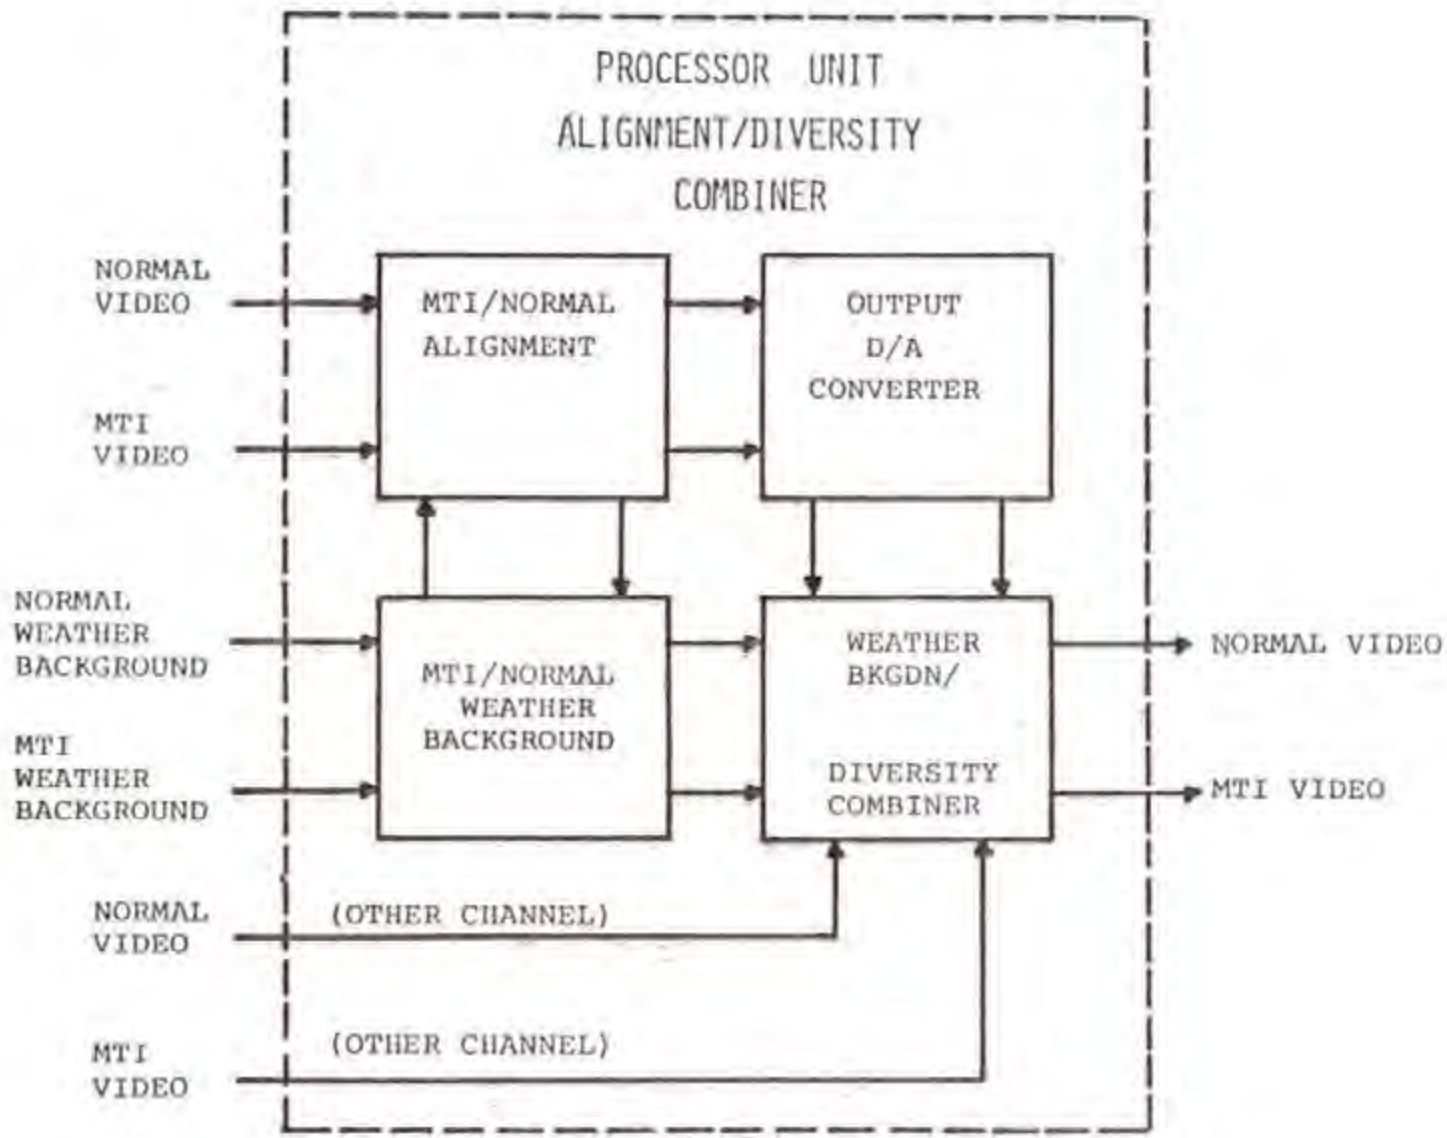 PROCESSOR UNIT
ALIGNMENT/DIVERSITY
COMBINER
NORMAL
VIDEO
MTI/NORMAL
ALIGNMENT
OUTPUT
D/A
CONVERTER
MTI
VIDEO
NORMAL
WEATHER
BACKGROUND
MTI/NORMAL
WEATHER
BACKGROUND
WEATHER
BKGDN/
DIVERSITY
COMBINER
NORMAL VIDEO
MTI
WEATHER
BACKGROUND
MTI VIDEO
NORMAL
VIDEO
(OTHER CHANNEL)
MTI
VIDEO
(OTHER CHANNEL)